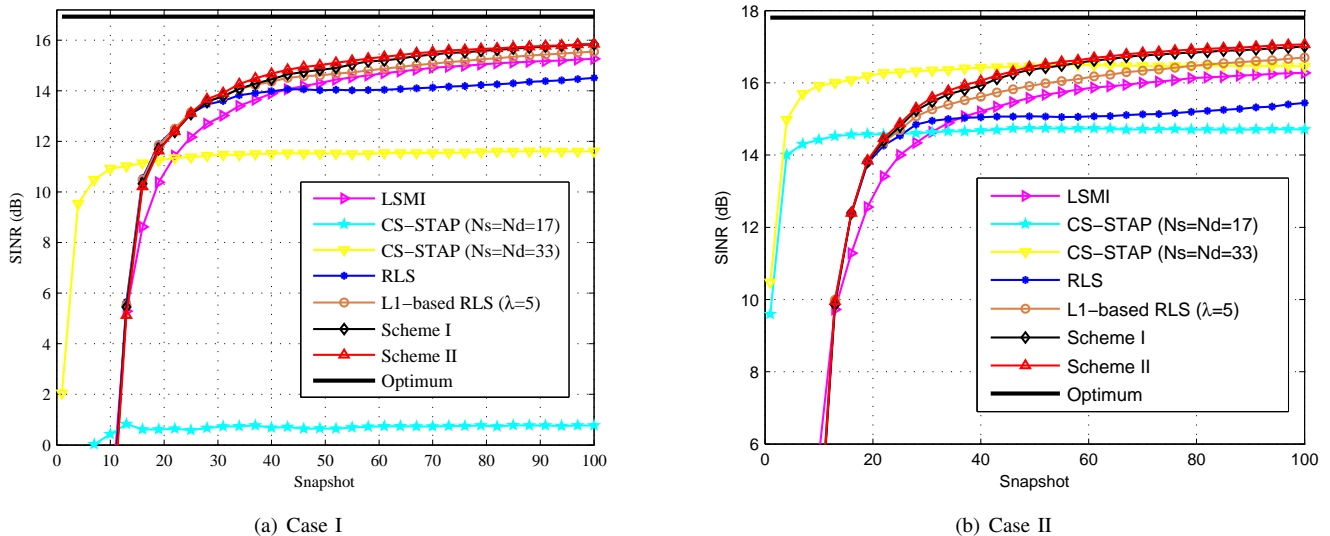 16
14
12
10
8
6
4
2
0
SINR (dB)
LSMI
CS−STAP (Ns=Nd=17)
CS−STAP (Ns=Nd=33)
RLS
L1−based RLS (λ=5)
Scheme I
Scheme II
Optimum
0 10 20 30 40 50 60 70 80 90 100
Snapshot
(a) Case I
18
16
14
12
10
8
6
SINR (dB)
LSMI
CS−STAP (Ns=Nd=17)
CS−STAP (Ns=Nd=33)
RLS
L1−based RLS (λ=5)
Scheme I
Scheme II
Optimum
0 20 40 60 80 100
Snapshot
(b) Case II